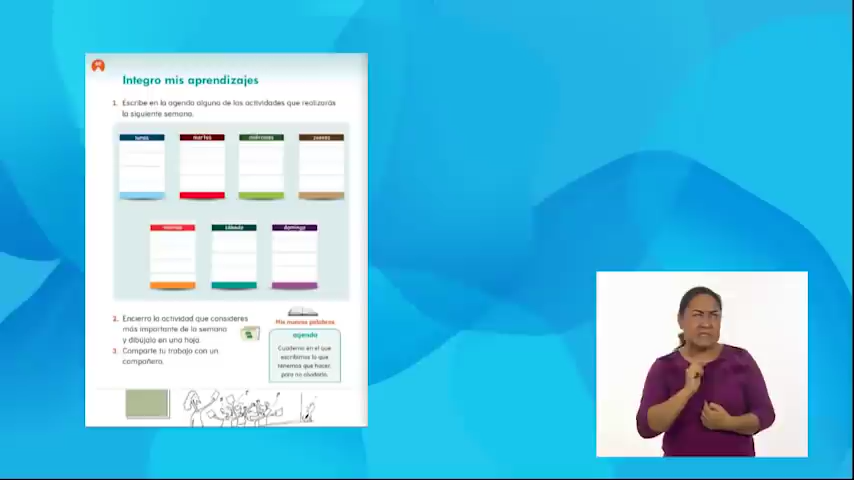 Integro mis aprendizajes
1. Escribe en la agenda alguna de las actividades que realizarás
la siguiente semana.
lunes
martes
miércoles
jueves
viernes
sábado
domingo
2. Encierra la actividad que consideres
más importante de la semana
y dibújala en una hoja.
3. Comparte tu trabajo con un
compañero.
Mis nuevas palabras
agenda
Cuaderno en el que
escribimos lo que
tenemos que hacer,
para no olvidarlo.